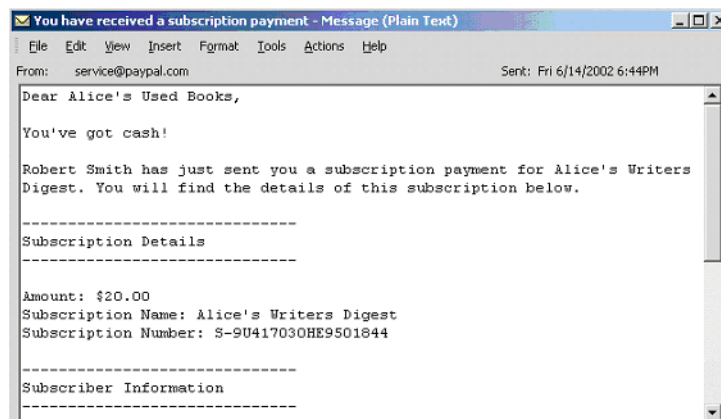 You have received a subscription payment - Message (Plain Text)
File Edit View Insert Format Tools Actions Help
From: service@paypal.com Sent: Fri 6/14/2002 6:44PM
Dear Alice's Used Books,
You've got cash!
Robert Smith has just sent you a subscription payment for Alice's Writers
Digest. You will find the details of this subscription below.
------------------------------
Subscription Details
------------------------------
Amount: $20.00
Subscription Name: Alice's Writers Digest
Subscription Number: S-9U417030HE9501844
------------------------------
Subscriber Information
------------------------------